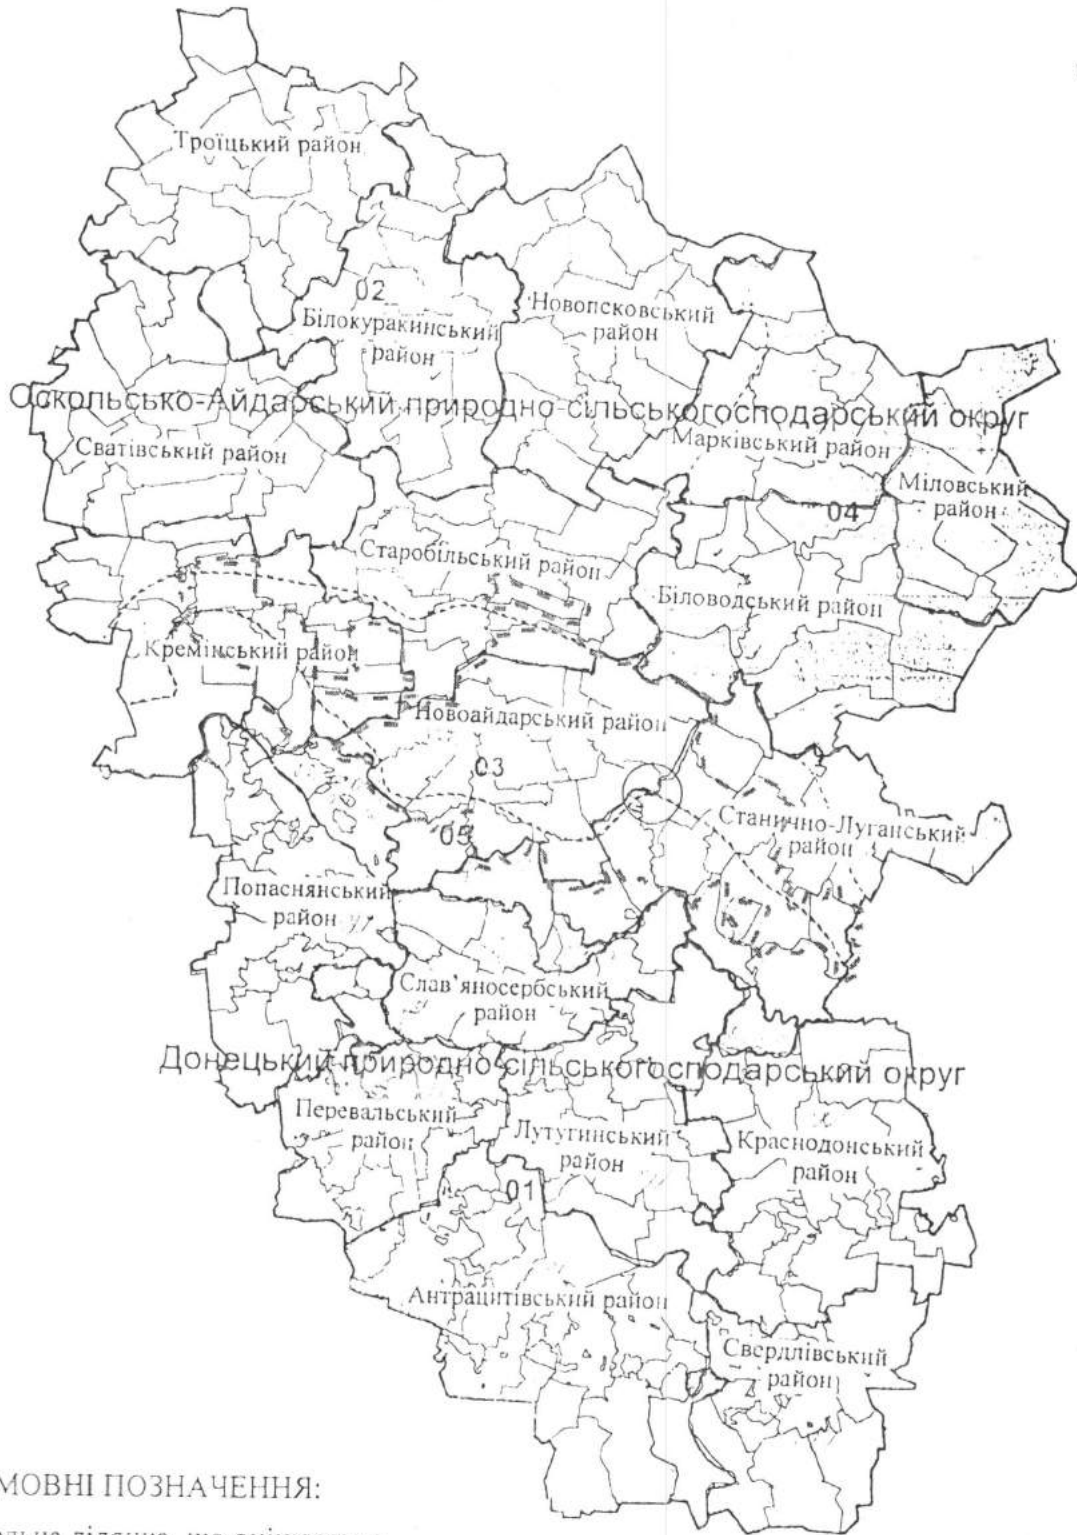 Троїцький район
02
Білокуракинський
район
Новопсковський
район
Оскольсько-Айдарський природно-сільськогосподарський округ
Сватівський район
Марківський район
Міловський
район
04
Старобільський район
Біловодський район
Кремінський район
Новоайдарський район
03
Станично-Луганський
район
05
Попаснянський
район
Слав'яносербський
район
Донецький природно-сільськогосподарський округ
Перевальський
район
Лутугинський
район
Краснодонський
район
01
Антрацитівський район
Свердлівський
район
МОВНІ ПОЗНАЧЕННЯ: